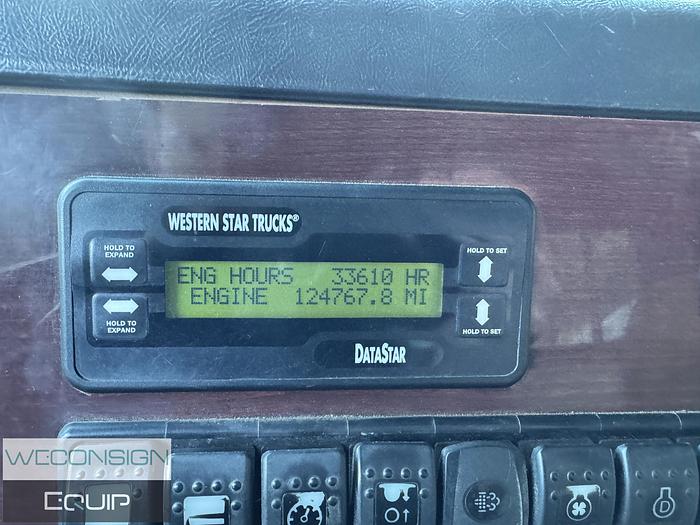 WESTERN STAR TRUCKS®
HOLD TO
EXPAND
HOLD TO SET
ENG HOURS 33610 HR
ENGINE 124767.8 MI
HOLD TO
EXPAND
HOLD TO SET
DATASTAR
WECONSIGN
EQUIP